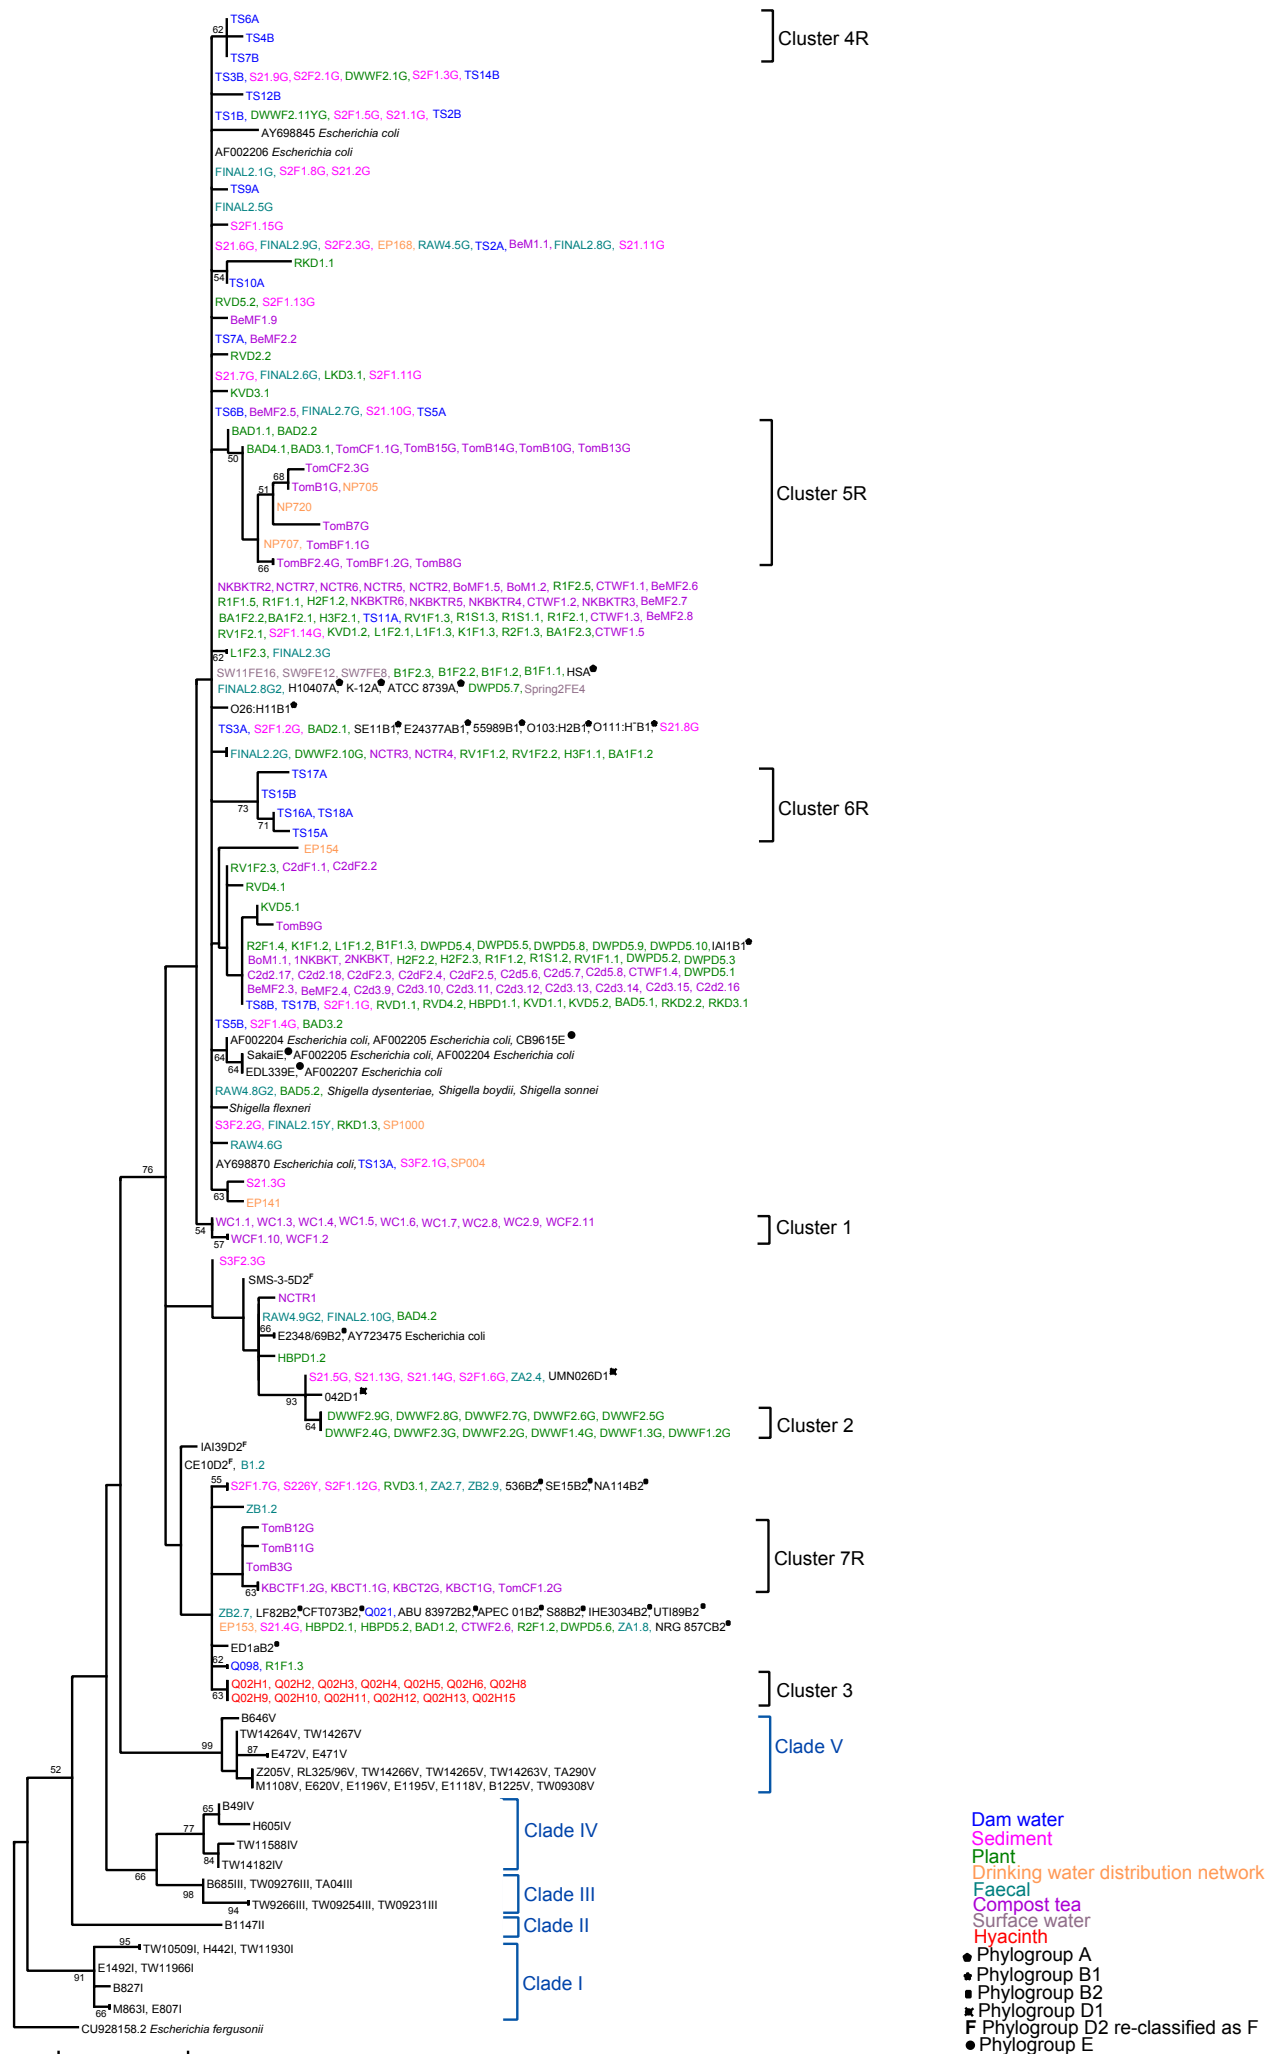 62
TS6A
TS4B
TS7B
Cluster 4R
TS3B, S21.9G, S2F2.1G, DWWF2.1G, S2F1.3G, TS14B
TS12B
TS1B, DWWF2.11YG, S2F1.5G, S21.1G, TS2B
AY698845 Escherichia coli
AF002206 Escherichia coli
FINAL2.1G, S2F1.8G, S21.2G
TS9A
FINAL2.5G
S2F1.15G
S21.6G, FINAL2.9G, S2F2.3G, EP168, RAW4.5G, TS2A, BeM1.1, FINAL2.8G, S21.11G
RKD1.1
54
TS10A
RVD5.2, S2F1.13G
BeMF1.9
TS7A, BeMF2.2
RVD2.2
S21.7G, FINAL2.6G, LKD3.1, S2F1.11G
KVD3.1
TS6B, BeMF2.5, FINAL2.7G, S21.10G, TS5A
BAD1.1, BAD2.2
50
BAD4.1, BAD3.1, TomCF1.1G, TomB15G, TomB14G, TomB10G, TomB13G
68
TomCF2.3G
51
TomB1G, NP705
Cluster 5R
NP720
TomB7G
NP707, TomBF1.1G
66
TomBF2.4G, TomBF1.2G, TomB8G
NKBKTR2, NCTR7, NCTR6, NCTR5, NCTR2, BoMF1.5, BoM1.2, R1F2.5, CTWF1.1, BeMF2.6
R1F1.5, R1F1.1, H2F1.2, NKBKTR6, NKBKTR5, NKBKTR4, CTWF1.2, NKBKTR3, BeMF2.7
BA1F2.2, BA1F2.1, H3F2.1, TS11A, RV1F1.3, R1S1.3, R1S1.1, R1F2.1, CTWF1.3, BeMF2.8
RV1F2.1, S2F1.14G, KVD1.2, L1F2.1, L1F1.3, K1F1.3, R2F1.3, BA1F2.3, CTWF1.5
62
L1F2.3, FINAL2.3G
SW11FE16, SW9FE12, SW7FE8, B1F2.3, B1F2.2, B1F1.2, B1F1.1, HSA
FINAL2.8G2, H10407A, K-12A, ATCC 8739A, DWPD5.7, Spring2FE4
O26:H11B1
TS3A, S2F1.2G, BAD2.1, SE11B1, E24377AB1, 55989B1, O103:H2B1, O111:H-B1, S21.8G
FINAL2.2G, DWWF2.10G, NCTR3, NCTR4, RV1F1.2, RV1F2.2, H3F1.1, BA1F1.2
TS17A
TS15B
73
TS16A, TS18A
Cluster 6R
71
TS15A
EP154
RV1F2.3, C2dF1.1, C2dF2.2
RVD4.1
KVD5.1
TomB9G
R2F1.4, K1F1.2, L1F1.2, B1F1.3, DWPD5.4, DWPD5.5, DWPD5.8, DWPD5.9, DWPD5.10, IAI1B1
BoM1.1, 1NKBKT, 2NKBKT, H2F2.2, H2F2.3, R1F1.2, R1S1.2, RV1F1.1, DWPD5.2, DWPD5.3
C2d2.17, C2d2.18, C2dF2.3, C2dF2.4, C2dF2.5, C2d5.6, C2d5.7, C2d5.8, CTWF1.4, DWPD5.1
BeMF2.3, BeMF2.4, C2d3.9, C2d3.10, C2d3.11, C2d3.12, C2d3.13, C2d3.14, C2d3.15, C2d2.16
TS8B, TS17B, S2F1.1G, RVD1.1, RVD4.2, HBPD1.1, KVD1.1, KVD5.2, BAD5.1, RKD2.2, RKD3.1
TS5B, S2F1.4G, BAD3.2
AF002204 Escherichia coli, AF002205 Escherichia coli, CB9615E
64
SakaiE, AF002205 Escherichia coli, AF002204 Escherichia coli
64
EDL339E, AF002207 Escherichia coli
RAW4.8G2, BAD5.2, Shigella dysenteriae, Shigella boydii, Shigella sonnei
Shigella flexneri
S3F2.2G, FINAL2.15Y, RKD1.3, SP1000
RAW4.6G
AY698870 Escherichia coli, TS13A, S3F2.1G, SP004
76
S21.3G
63
EP141
54
WC1.1, WC1.3, WC1.4, WC1.5, WC1.6, WC1.7, WC2.8, WC2.9, WCF2.11
Cluster 1
57
WCF1.10, WCF1.2
S3F2.3G
SMS-3-5D2F
NCTR1
RAW4.9G2, FINAL2.10G, BAD4.2
66
E2348/69B2, AY723475 Escherichia coli
HBPD1.2
S21.5G, S21.13G, S21.14G, S2F1.6G, ZA2.4, UMN026D1
93
042D1
DWWF2.9G, DWWF2.8G, DWWF2.7G, DWWF2.6G, DWWF2.5G
64
Cluster 2
DWWF2.4G, DWWF2.3G, DWWF2.2G, DWWF1.4G, DWWF1.3G, DWWF1.2G
IAI39D2F
CE10D2F, B1.2
55
S2F1.7G, S226Y, S2F1.12G, RVD3.1, ZA2.7, ZB2.9, 536B2, SE15B2, NA114B2
ZB1.2
TomB12G
TomB11G
Cluster 7R
TomB3G
63
KBCTF1.2G, KBCT1.1G, KBCT2G, KBCT1G, TomCF1.2G
ZB2.7, LF82B2, CFT073B2, Q021, ABU 83972B2, APEC 01B2, S88B2, IHE3034B2, UTI89B2
EP153, S21.4G, HBPD2.1, HBPD5.2, BAD1.2, CTWF2.6, R2F1.2, DWPD5.6, ZA1.8, NRG 857CB2
ED1aB2
62
Q098, R1F1.3
Q02H1, Q02H2, Q02H3, Q02H4, Q02H5, Q02H6, Q02H8
63
Cluster 3
Q02H9, Q02H10, Q02H11, Q02H12, Q02H13, Q02H15
B646V
TW14264V, TW14267V
99
87
E472V, E471V
Clade V
Z205V, RL325/96V, TW14266V, TW14265V, TW14263V, TA290V
52
M1108V, E620V, E1196V, E1195V, E1118V, B1225V, TW09308V
65
B49IV
77
H605IV
Clade IV
TW11588IV
84
TW14182IV
66
B685III, TW09276III, TA04III
98
Clade III
94
TW9266III, TW09254III, TW09231III
B1147II
Clade II
95
TW10509I, H442I, TW11930I
E1492I, TW11966I
91
B827I
Clade I
66
M863I, E807I
CU928158.2 Escherichia fergusonii
Dam water
Sediment
Plant
Drinking water distribution network
Faecal
Compost tea
Surface water
Hyacinth
Phylogroup A
Phylogroup B1
Phylogroup B2
Phylogroup D1
F Phylogroup D2 re-classified as F
Phylogroup E